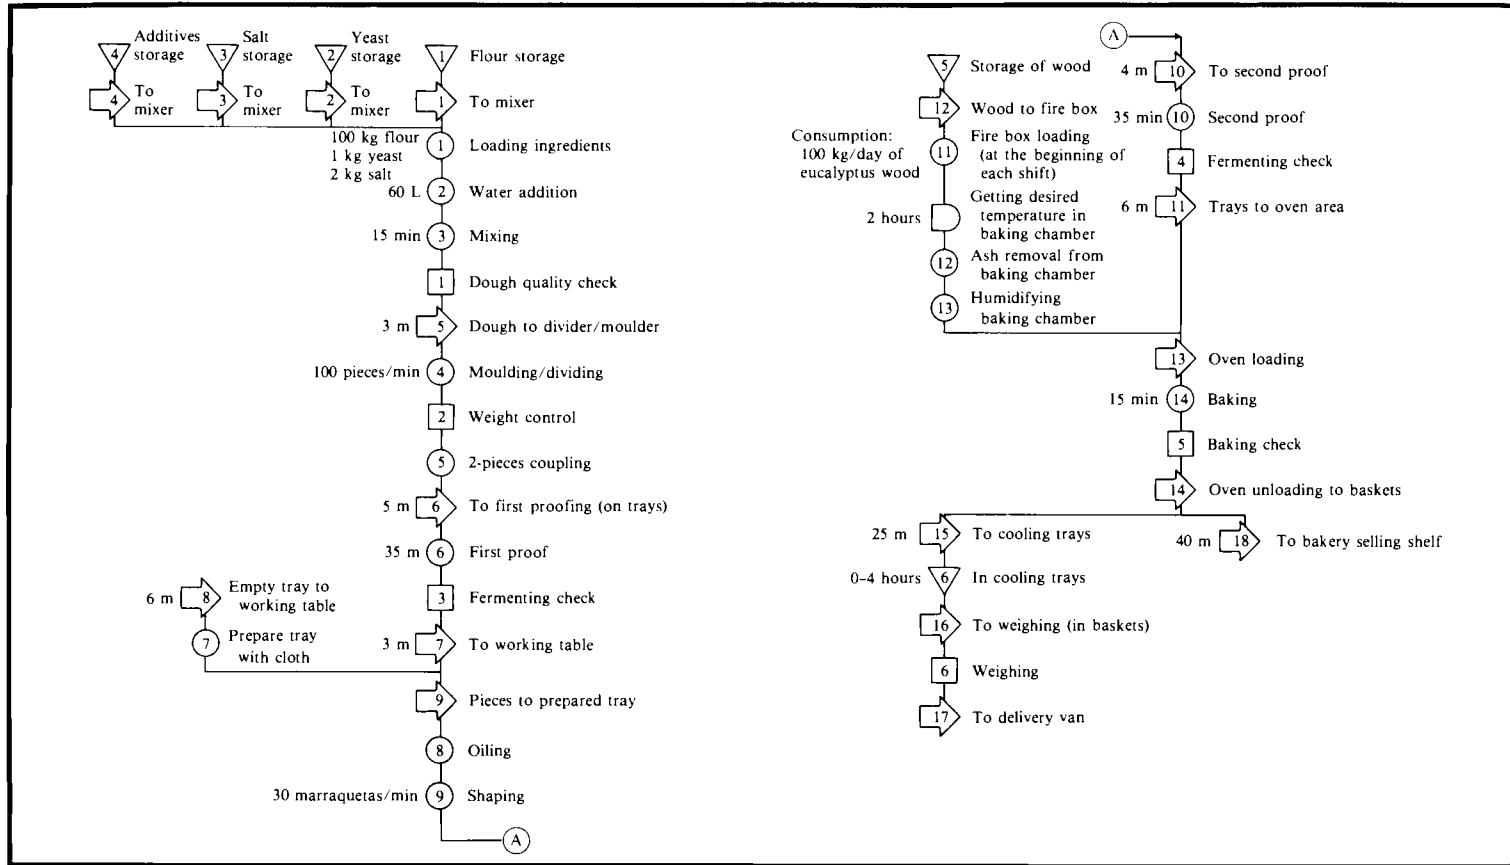 Additives
storage
4
Salt
storage
3
Yeast
storage
2
Flour storage
1
To
mixer
4
To
mixer
3
To
mixer
2
To mixer
1
100 kg flour
1 kg yeast
2 kg salt
1
Loading ingredients
60 L
2
Water addition
15 min
3
Mixing
1
Dough quality check
3 m
5
Dough to divider/moulder
100 pieces/min
4
Moulding/dividing
2
Weight control
5
2-pieces coupling
5 m
6
To first proofing (on trays)
35 m
6
First proof
3
Fermenting check
6 m
8
Empty tray to
working table
7
Prepare tray
with cloth
3 m
7
To working table
9
Pieces to prepared tray
8
Oiling
30 marraquetas/min
9
Shaping
A
A
5
Storage of wood
12
Wood to fire box
Consumption:
100 kg/day of
eucalyptus wood
11
Fire box loading
(at the beginning of
each shift)
2 hours
Getting desired
temperature in
baking chamber
12
Ash removal from
baking chamber
13
Humidifying
baking chamber
4 m
10
To second proof
35 min
10
Second proof
4
Fermenting check
6 m
11
Trays to oven area
13
Oven loading
15 min
14
Baking
5
Baking check
14
Oven unloading to baskets
25 m
15
To cooling trays
40 m
18
To bakery selling shelf
0–4 hours
6
In cooling trays
16
To weighing (in baskets)
6
Weighing
17
To delivery van